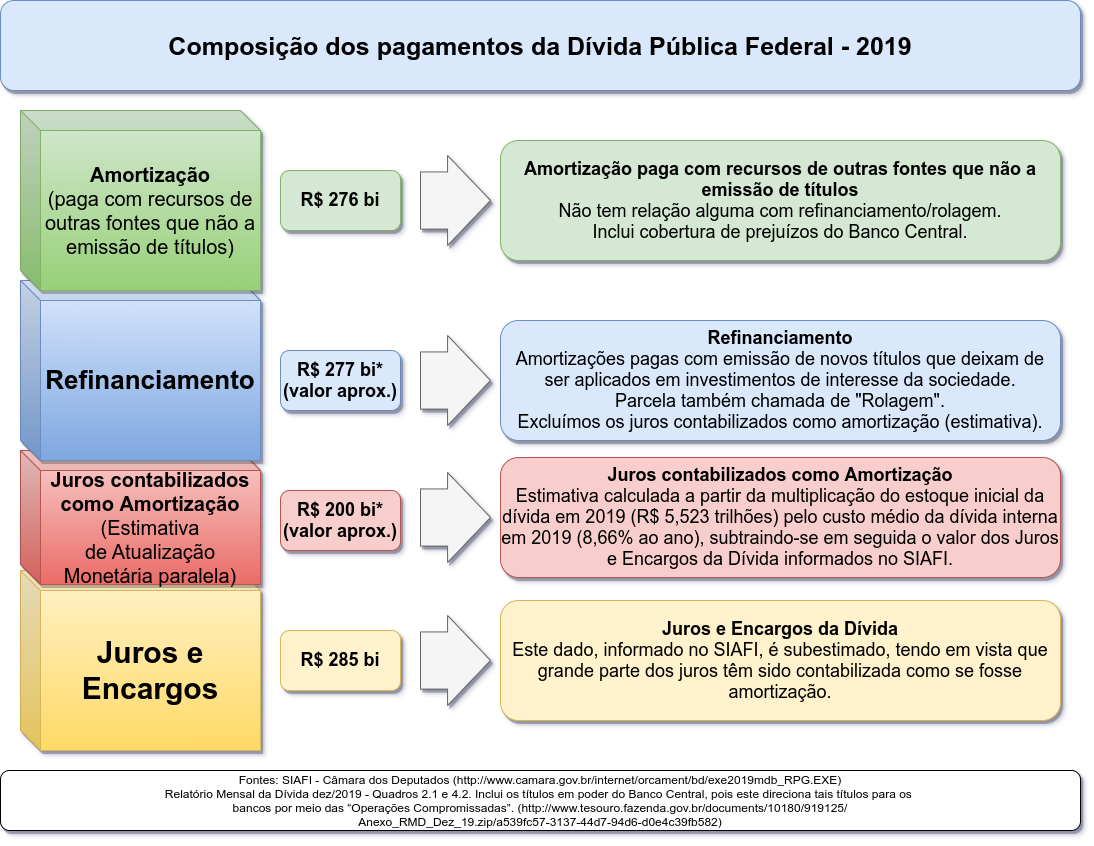 Composição dos pagamentos da Dívida Pública Federal - 2019
Amortização
(paga com recursos de
outras fontes que não a
emissão de títulos)
R$ 276 bi
Amortização paga com recursos de outras fontes que não a
emissão de títulos
Não tem relação alguma com refinanciamento/rolagem.
Inclui cobertura de prejuízos do Banco Central.
Refinanciamento
R$ 277 bi*
(valor aprox.)
Refinanciamento
Amortizações pagas com emissão de novos títulos que deixam de
ser aplicados em investimentos de interesse da sociedade.
Parcela também chamada de "Rolagem".
Excluímos os juros contabilizados como amortização (estimativa).
Juros contabilizados
como Amortização
(Estimativa
de Atualização
Monetária paralela)
R$ 200 bi*
(valor aprox.)
Juros contabilizados como Amortização
Estimativa calculada a partir da multiplicação do estoque inicial da
dívida em 2019 (R$ 5,523 trilhões) pelo custo médio da dívida interna
em 2019 (8,66% ao ano), subtraindo-se em seguida o valor dos Juros
e Encargos da Dívida informados no SIAFI.
Juros e
Encargos
R$ 285 bi
Juros e Encargos da Dívida
Este dado, informado no SIAFI, é subestimado, tendo em vista que
grande parte dos juros têm sido contabilizada como se fosse
amortização.
Fontes: SIAFI - Câmara dos Deputados (http://www.camara.gov.br/internet/orcament/bd/exe2019mdb_RPG.EXE)
Relatório Mensal da Dívida dez/2019 - Quadros 2.1 e 4.2. Inclui os títulos em poder do Banco Central, pois este direciona tais títulos para os
bancos por meio das “Operações Compromissadas”. (http://www.tesouro.fazenda.gov.br/documents/10180/919125/
Anexo_RMD_Dez_19.zip/a539fc57-3137-44d7-94d6-d0e4c39fb582)